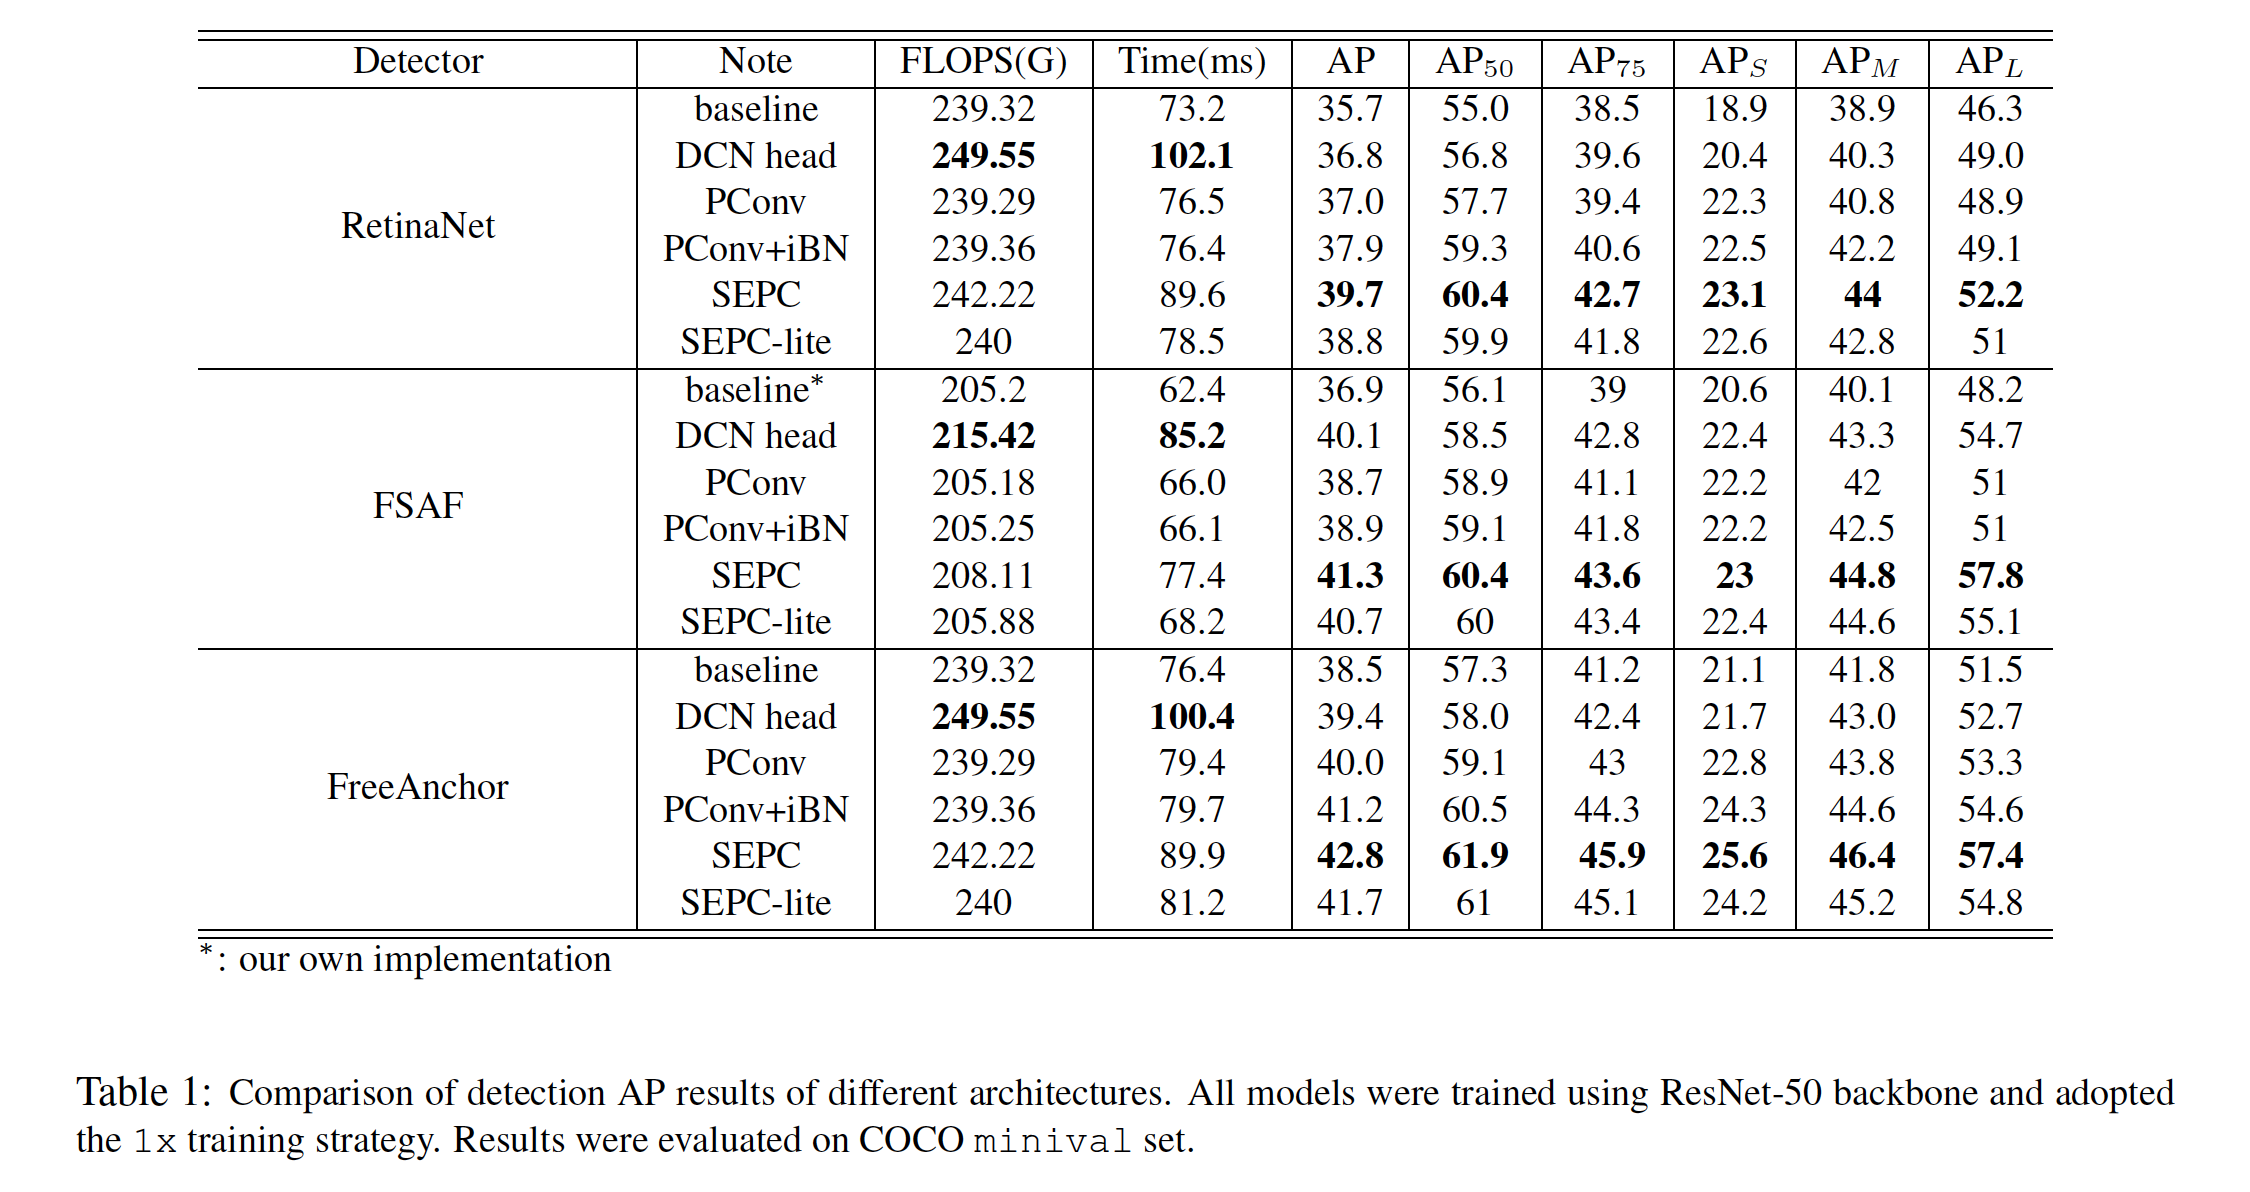 Detector Note FLOPS(G) Time(ms) AP AP50 AP75 APS APM APL
baseline 239.32 73.2 35.7 55.0 38.5 18.9 38.9 46.3
DCN head 249.55 102.1 36.8 56.8 39.6 20.4 40.3 49.0
PConv 239.29 76.5 37.0 57.7 39.4 22.3 40.8 48.9
RetinaNet
PConv+iBN 239.36 76.4 37.9 59.3 40.6 22.5 42.2 49.1
SEPC 242.22 89.6 39.7 60.4 42.7 23.1 44 52.2
SEPC-lite 240 78.5 38.8 59.9 41.8 22.6 42.8 51
baseline* 205.2 62.4 36.9 56.1 39 20.6 40.1 48.2
DCN head 215.42 85.2 40.1 58.5 42.8 22.4 43.3 54.7
PConv 205.18 66.0 38.7 58.9 41.1 22.2 42 51
FSAF
PConv+iBN 205.25 66.1 38.9 59.1 41.8 22.2 42.5 51
SEPC 208.11 77.4 41.3 60.4 43.6 23 44.8 57.8
SEPC-lite 205.88 68.2 40.7 60 43.4 22.4 44.6 55.1
baseline 239.32 76.4 38.5 57.3 41.2 21.1 41.8 51.5
DCN head 249.55 100.4 39.4 58.0 42.4 21.7 43.0 52.7
PConv 239.29 79.4 40.0 59.1 43 22.8 43.8 53.3
FreeAnchor
PConv+iBN 239.36 79.7 41.2 60.5 44.3 24.3 44.6 54.6
SEPC 242.22 89.9 42.8 61.9 45.9 25.6 46.4 57.4
SEPC-lite 240 81.2 41.7 61 45.1 24.2 45.2 54.8
*: our own implementation
Table 1: Comparison of detection AP results of different architectures. All models were trained using ResNet-50 backbone and adopted
the 1x training strategy. Results were evaluated on COCO minival set.